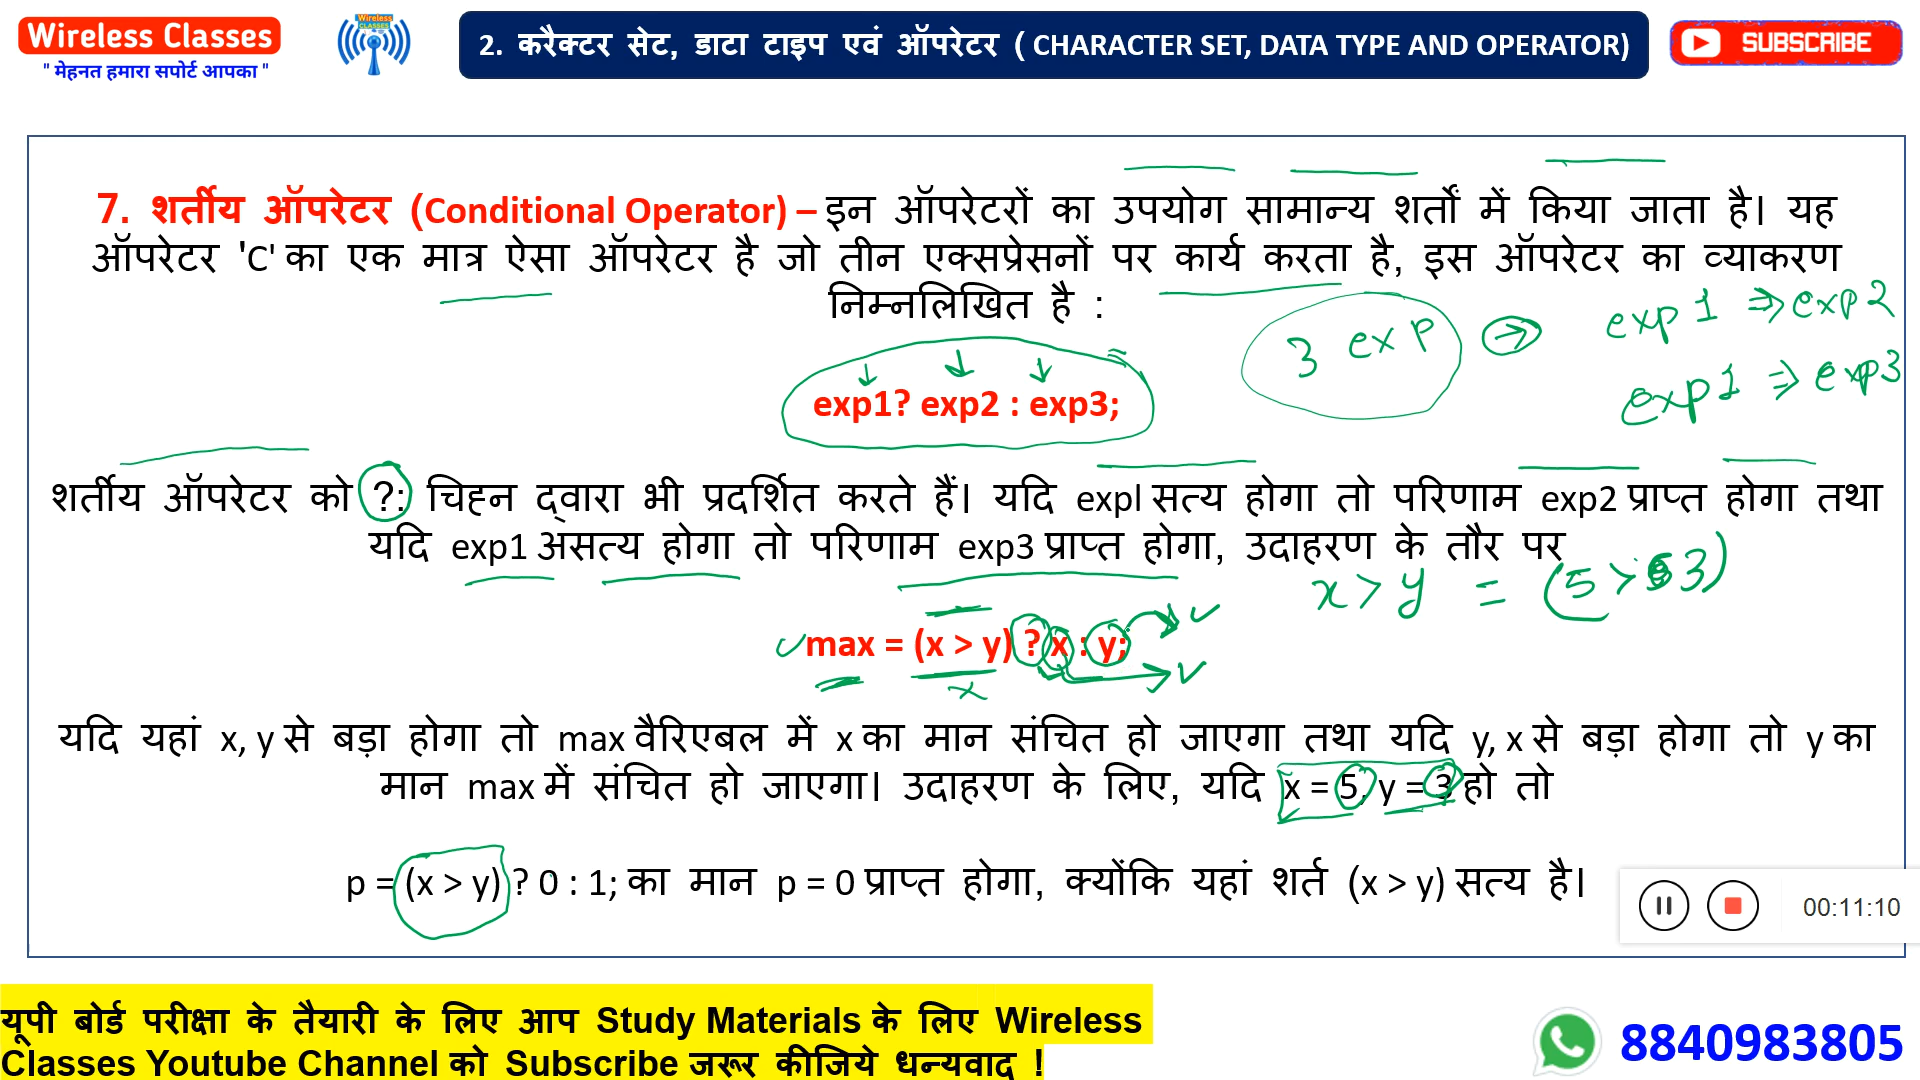 Wireless Classes
" मेहनत हमारा सपोर्ट आपका "
Wireless
CLASSES
2. करैक्टर सेट, डाटा टाइप एवं ऑपरेटर ( CHARACTER SET, DATA TYPE AND OPERATOR)
SUBSCRIBE
7. शर्तीय ऑपरेटर (Conditional Operator) – इन ऑपरेटरों का उपयोग सामान्य शर्तों में किया जाता है। यह
ऑपरेटर 'C' का एक मात्र ऐसा ऑपरेटर है जो तीन एक्सप्रेसनों पर कार्य करता है, इस ऑपरेटर का व्याकरण
निम्नलिखित है :
3 exp ⇒ exp1 ⇒ exp2
exp1 ⇒ exp3
exp1? exp2 : exp3;
शर्तीय ऑपरेटर को ?: चिह्न द्वारा भी प्रदर्शित करते हैं। यदि expl सत्य होगा तो परिणाम exp2 प्राप्त होगा तथा
यदि exp1 असत्य होगा तो परिणाम exp3 प्राप्त होगा, उदाहरण के तौर पर
x > y = (5 > 3)
max = (x > y) ? x : y;
x
यदि यहां x, y से बड़ा होगा तो max वैरिएबल में x का मान संचित हो जाएगा तथा यदि y, x से बड़ा होगा तो y का
मान max में संचित हो जाएगा। उदाहरण के लिए, यदि x = 5, y = 3 हो तो
p = (x > y) ? 0 : 1; का मान p = 0 प्राप्त होगा, क्योंकि यहां शर्त (x > y) सत्य है।
00:11:10
यूपी बोर्ड परीक्षा के तैयारी के लिए आप Study Materials के लिए Wireless
Classes Youtube Channel को Subscribe जरूर कीजिये धन्यवाद !
8840983805